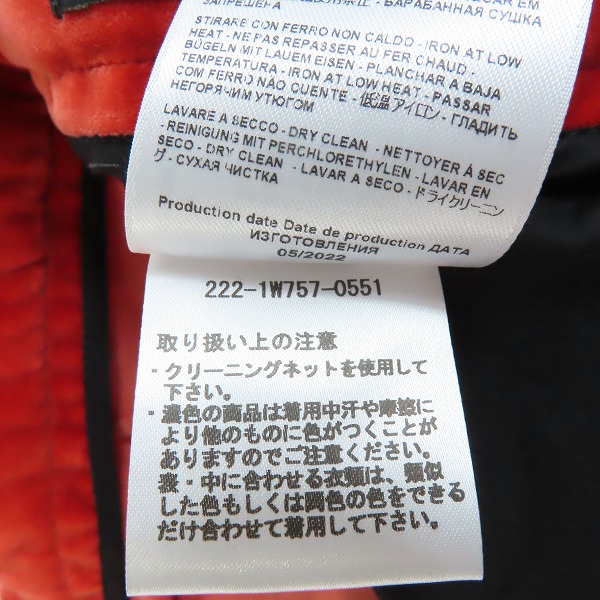 БАРАБАННАЯ СУШКА
STIRARE CON FERRO NON CALDO - IRON AT LOW
HEAT - NE PAS REPASSER AU FER CHAUD -
BÜGELN MIT LAUEM EISEN - PLANCHAR A BAJA
TEMPERATURA - IRON AT LOW HEAT - PASSAR
COM FERRO NÃO QUENTE - 低温アイロン - ГЛАДИТЬ
НЕГОРЯЧИМ УТЮГОМ
LAVARE A SECCO - DRY CLEAN - NETTOYER À SEC
- REINIGUNG MIT PERCHLORETHYLEN - LAVAR EN
SECO - DRY CLEAN - LAVAR A SECO - ドライクリーニン
グ - СУХАЯ ЧИСТКА
Production date Date de production ДАТА
ИЗГОТОВЛЕНИЯ
05/2022
222-1W757-0551
取り扱い上の注意
・クリーニングネットを使用して
下さい。
・濃色の商品は着用中汗や摩擦に
より他のものに色がつくことが
ありますのでご注意ください。
衷・中に合わせる衣類は、類似
した色もしくは同色の色をできる
だけ合わせて着用して下さい。